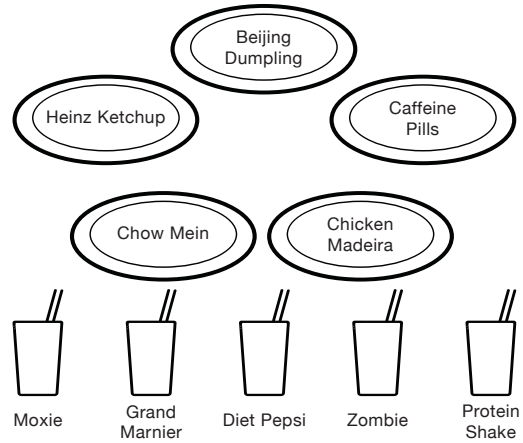 Beijing
Dumpling
Heinz Ketchup
Caffeine
Pills
Chow Mein
Chicken
Madeira
Moxie
Grand
Marnier
Diet Pepsi
Zombie
Protein
Shake